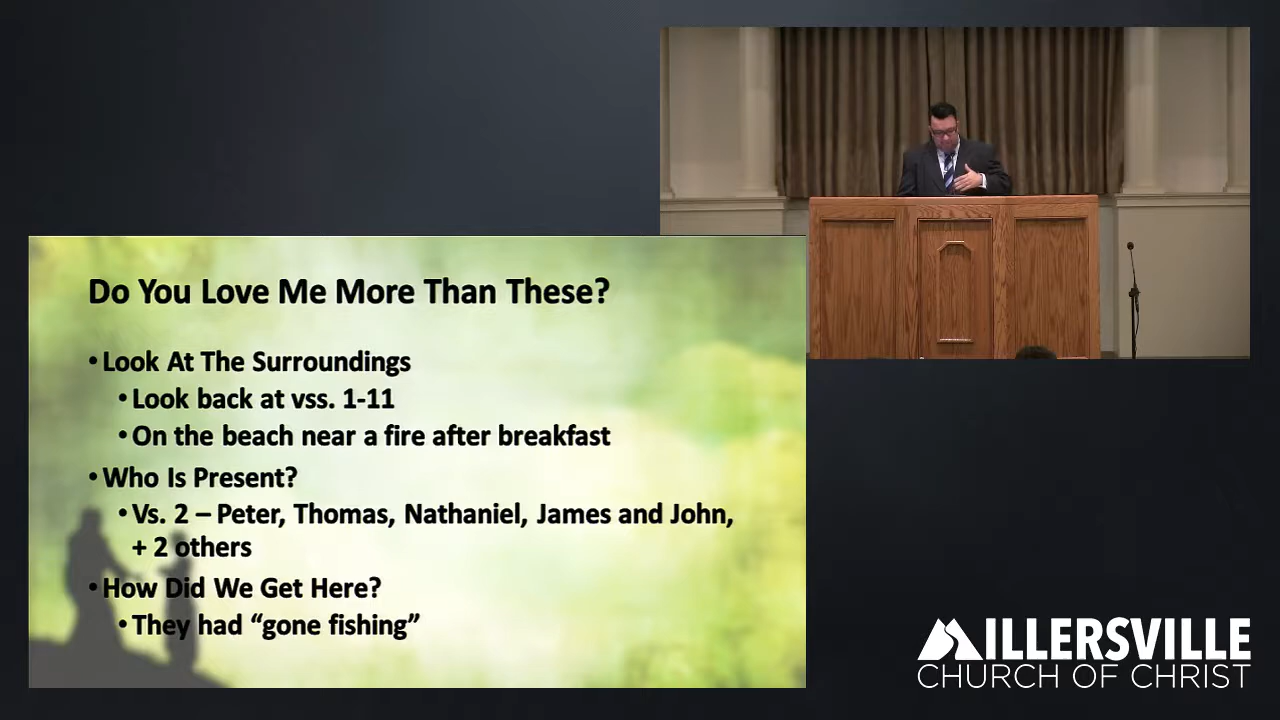 Do You Love Me More Than These?
• Look At The Surroundings
• Look back at vss. 1-11
• On the beach near a fire after breakfast
• Who Is Present?
• Vs. 2 – Peter, Thomas, Nathaniel, James and John,
+ 2 others
• How Did We Get Here?
• They had “gone fishing”
MILLERSVILLE
CHURCH OF CHRIST